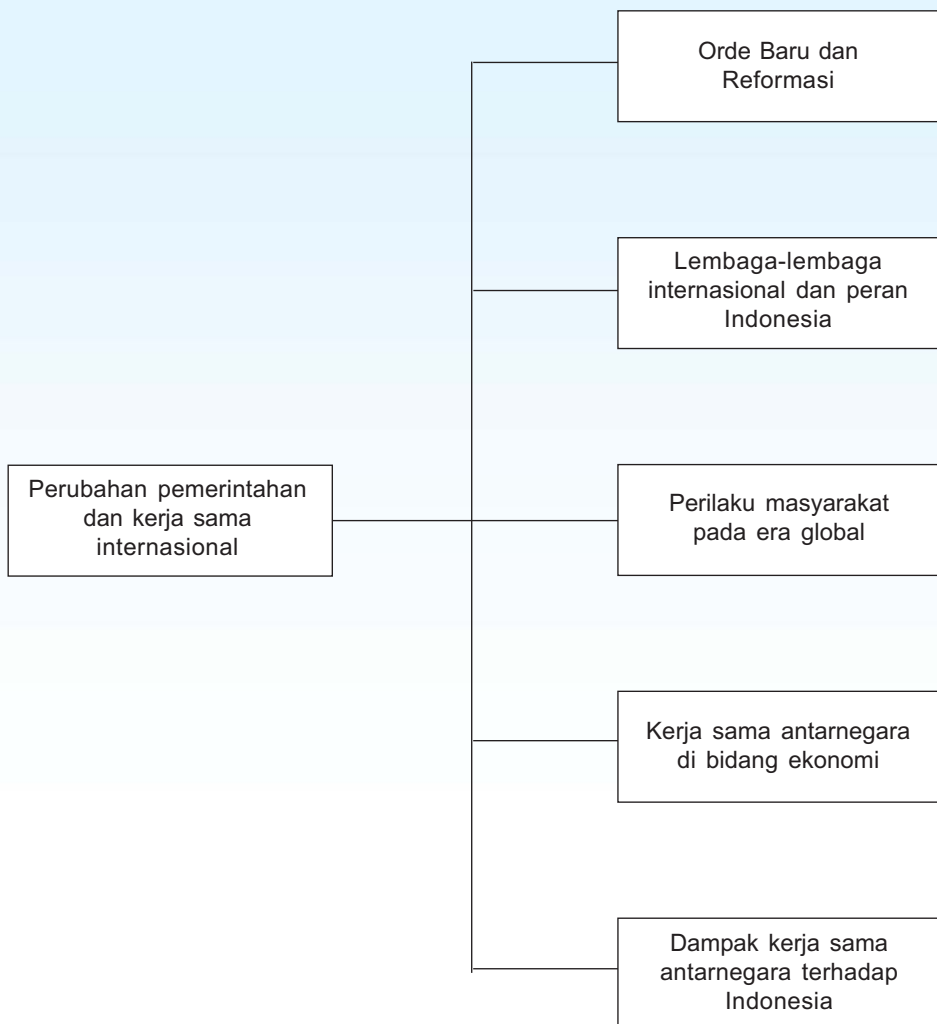 Orde Baru dan
Reformasi
Lembaga-lembaga
internasional dan peran
Indonesia
Perubahan pemerintahan
dan kerja sama
internasional
Perilaku masyarakat
pada era global
Kerja sama antarnegara
di bidang ekonomi
Dampak kerja sama
antarnegara terhadap
Indonesia